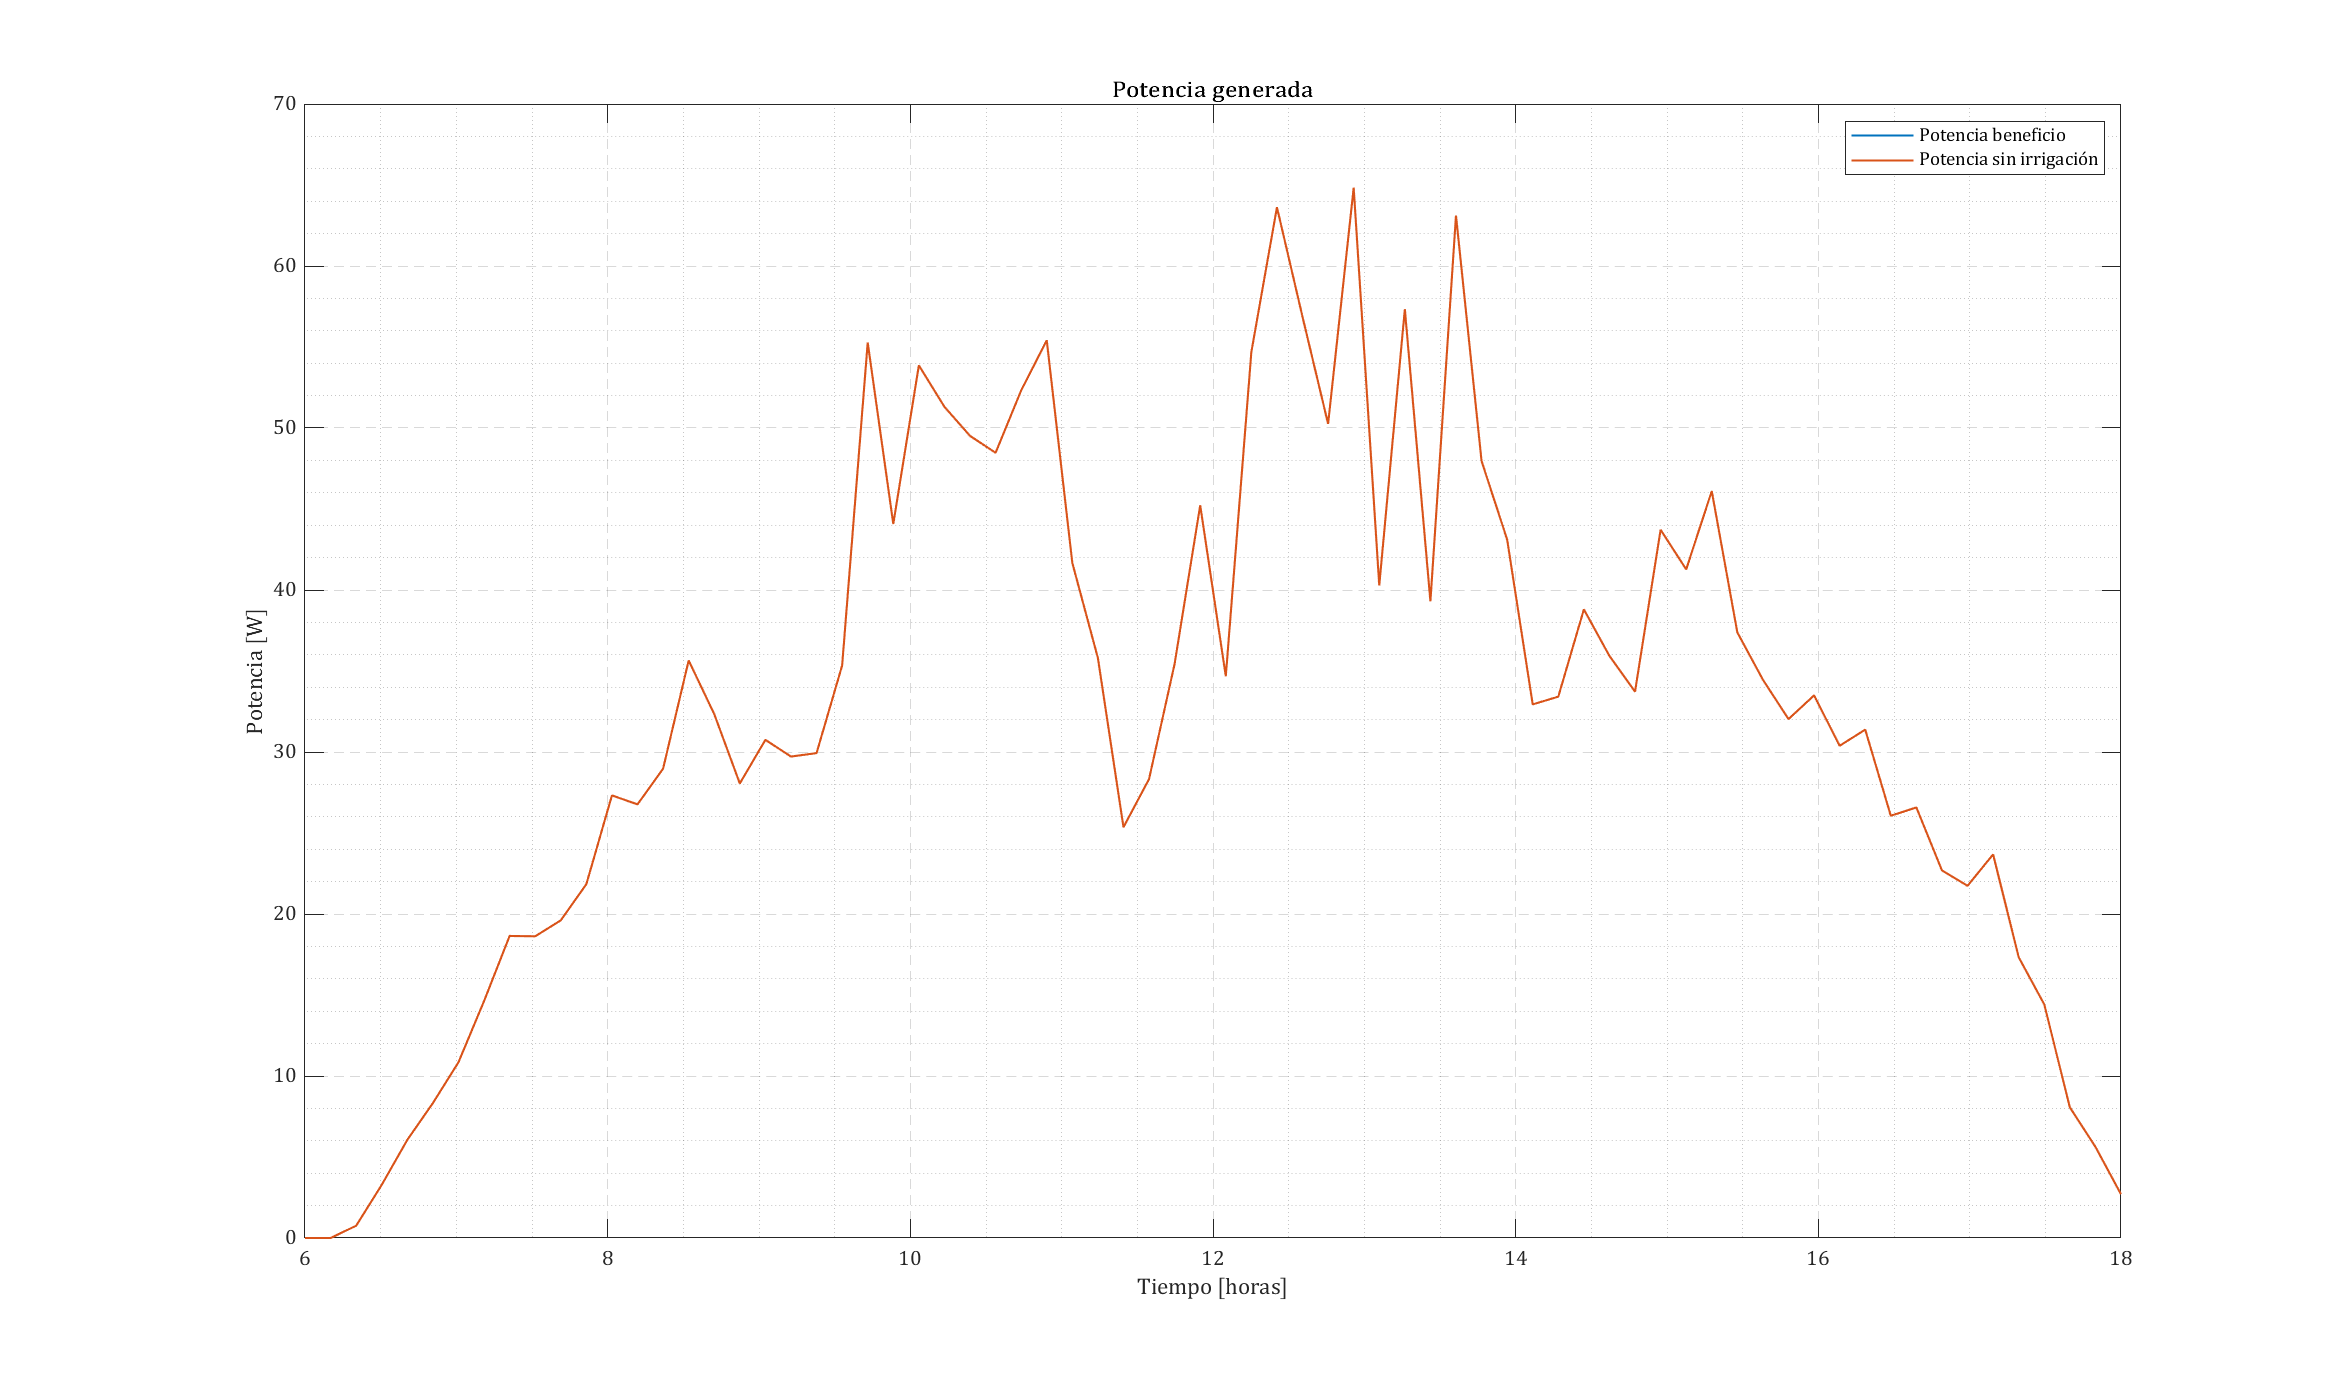 Potencia generada
70
60
50
40
30
20
10
0
Potencia [W]
Potencia beneficio
Potencia sin irrigación
6 8 10 12 14 16 18
Tiempo [horas]